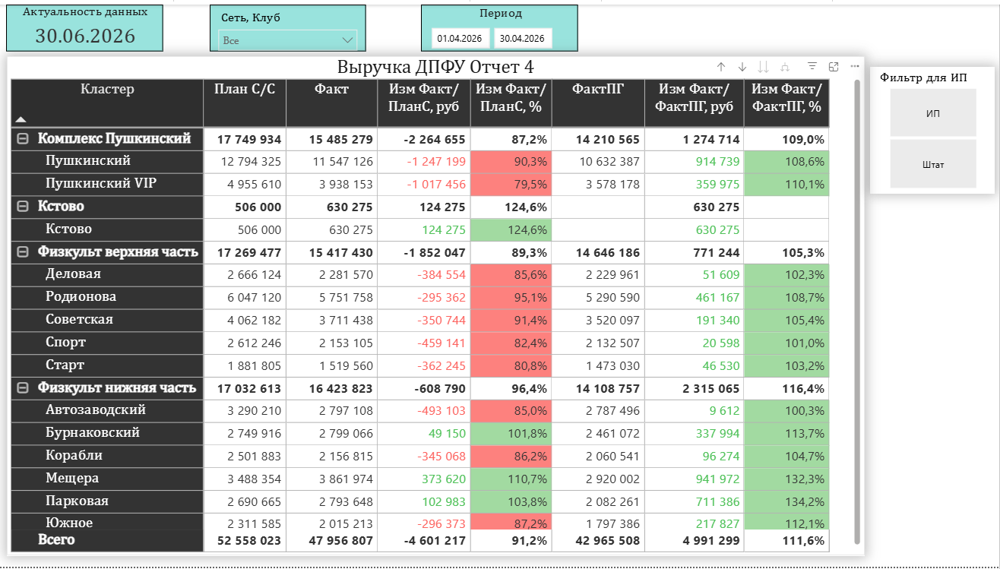 Актуальность данных
30.06.2026
Сеть, Клуб
Все
Период
01.04.2026 30.04.2026
Выручка ДПФУ Отчет 4
Фильтр для ИП
ИП
Штат
Кластер План С/С Факт Изм Факт/ ПланС, руб Изм Факт/ ПланС, % ФактПГ Изм Факт/ ФактПГ, руб Изм Факт/ ФактПГ, %
Комплекс Пушкинский 17 749 934 15 485 279 -2 264 655 87,2% 14 210 565 1 274 714 109,0%
Пушкинский 12 794 325 11 547 126 -1 247 199 90,3% 10 632 387 914 739 108,6%
Пушкинский VIP 4 955 610 3 938 153 -1 017 456 79,5% 3 578 178 359 975 110,1%
Кстово 506 000 630 275 124 275 124,6% 630 275
Кстово 506 000 630 275 124 275 124,6% 630 275
Физкульт верхняя часть 17 269 477 15 417 430 -1 852 047 89,3% 14 646 186 771 244 105,3%
Деловая 2 666 124 2 281 570 -384 554 85,6% 2 229 961 51 609 102,3%
Родионова 6 047 120 5 751 758 -295 362 95,1% 5 290 590 461 167 108,7%
Советская 4 062 182 3 711 438 -350 744 91,4% 3 520 097 191 340 105,4%
Спорт 2 612 246 2 153 105 -459 141 82,4% 2 132 507 20 598 101,0%
Старт 1 881 805 1 519 560 -362 245 80,8% 1 473 030 46 530 103,2%
Физкульт нижняя часть 17 032 613 16 423 823 -608 790 96,4% 14 108 757 2 315 065 116,4%
Автозаводский 3 290 210 2 797 108 -493 103 85,0% 2 787 496 9 612 100,3%
Бурнаковский 2 749 916 2 799 066 49 150 101,8% 2 461 072 337 994 113,7%
Корабли 2 501 883 2 156 815 -345 068 86,2% 2 060 541 96 274 104,7%
Мещера 3 488 354 3 861 974 373 620 110,7% 2 920 002 941 972 132,3%
Парковая 2 690 665 2 793 648 102 983 103,8% 2 082 261 711 386 134,2%
Южное 2 311 585 2 015 213 -296 373 87,2% 1 797 386 217 827 112,1%
Всего 52 558 023 47 956 807 -4 601 217 91,2% 42 965 508 4 991 299 111,6%